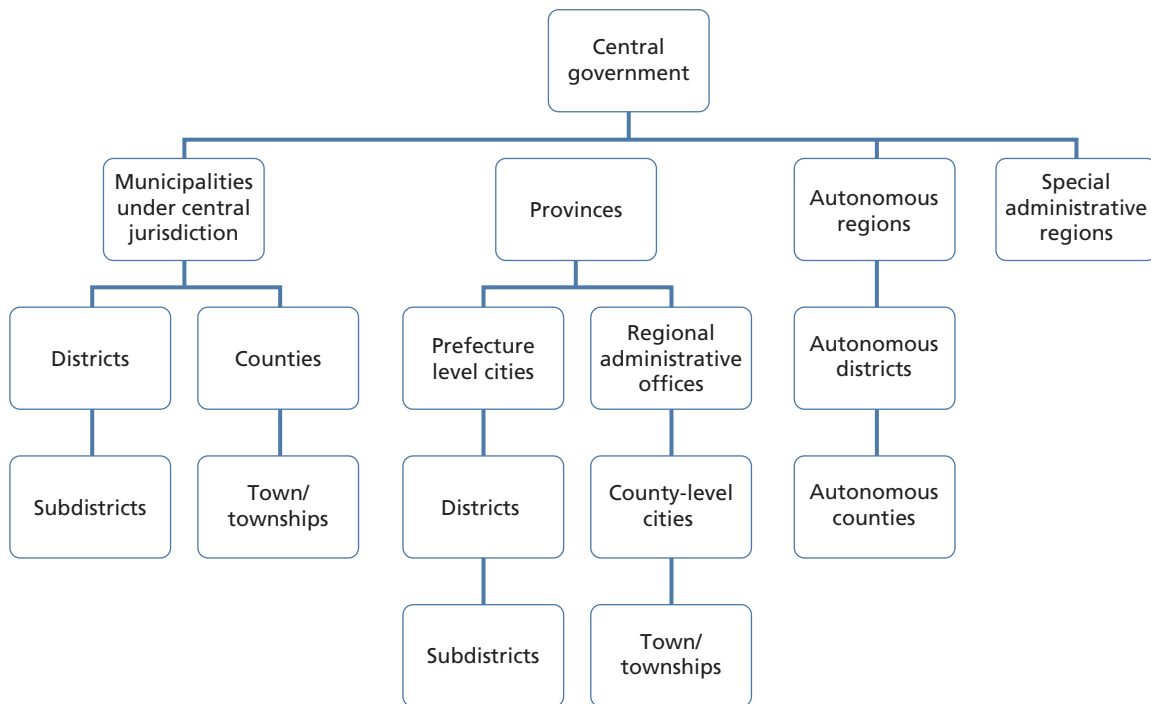 Central
government
Municipalities
under central
jurisdiction
Provinces
Autonomous
regions
Special
administrative
regions
Districts
Counties
Prefecture
level cities
Regional
administrative
offices
Autonomous
districts
Subdistricts
Town/
townships
Districts
County-level
cities
Autonomous
counties
Subdistricts
Town/
townships